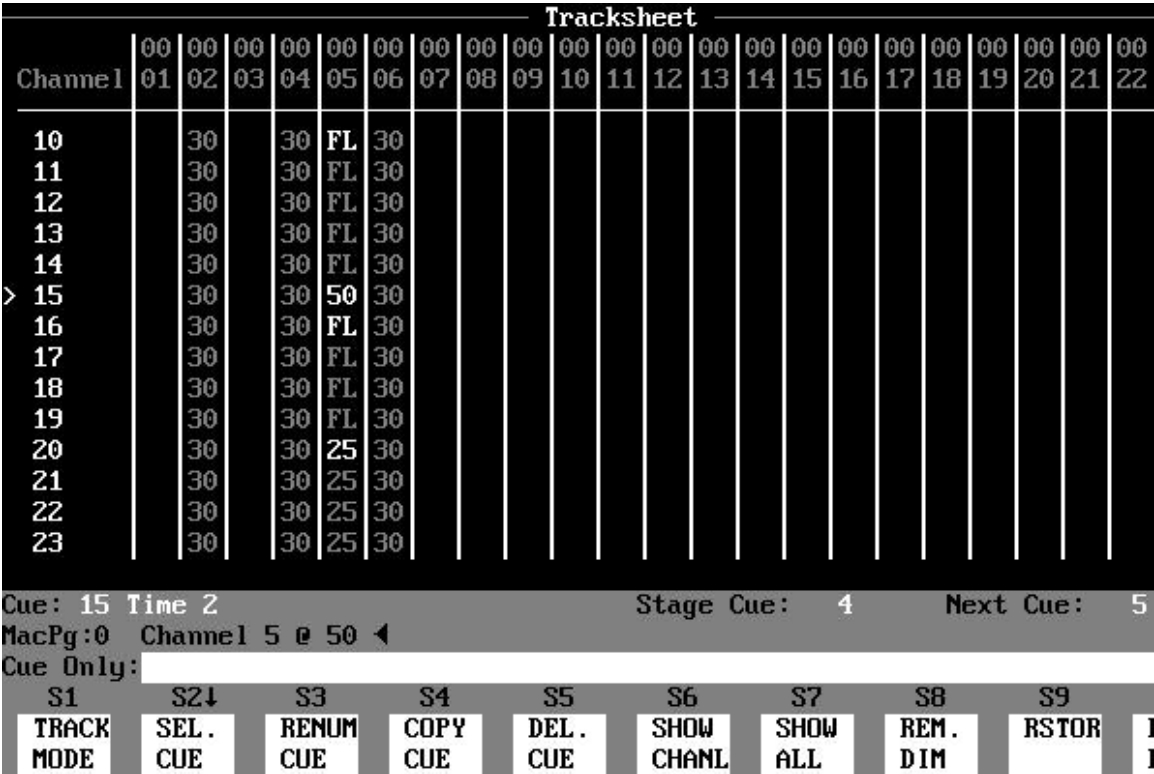 Tracksheet
00 00 00 00 00 00 00 00 00 00 00 00 00 00 00 00 00 00 00 00 00 00
Channel 01 02 03 04 05 06 07 08 09 10 11 12 13 14 15 16 17 18 19 20 21 22
10 30 30 FL 30
11 30 30 FL 30
12 30 30 FL 30
13 30 30 FL 30
14 30 30 FL 30
> 15 30 30 50 30
16 30 30 FL 30
17 30 30 FL 30
18 30 30 FL 30
19 30 30 FL 30
20 30 30 25 30
21 30 30 25 30
22 30 30 25 30
23 30 30 25 30
Cue: 15 Time 2 Stage Cue: 4 Next Cue: 5
MacPg:0 Channel 5 @ 50 ◄
Cue Only:
S1 S2↓ S3 S4 S5 S6 S7 S8 S9
TRACK SEL. RENUM COPY DEL. SHOW SHOW REM. RSTOR
MODE CUE CUE CUE CUE CHANL ALL DIM